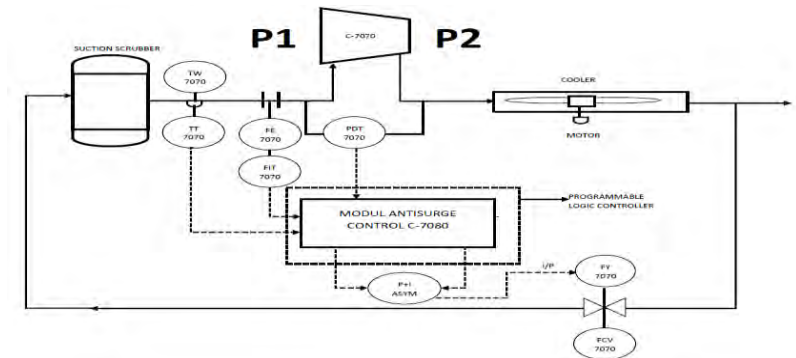 P1
P2
C-7070
SUCTION SCRUBBER
TW
7070
COOLER
TT
7070
FE
7070
PDT
7070
MOTOR
FIT
7070
PROGRAMMABLE
LOGIC CONTROLLER
MODUL ANTISURGE
CONTROL C-7080
I/P
FY
7070
P+I
ASYM
FCV
7070